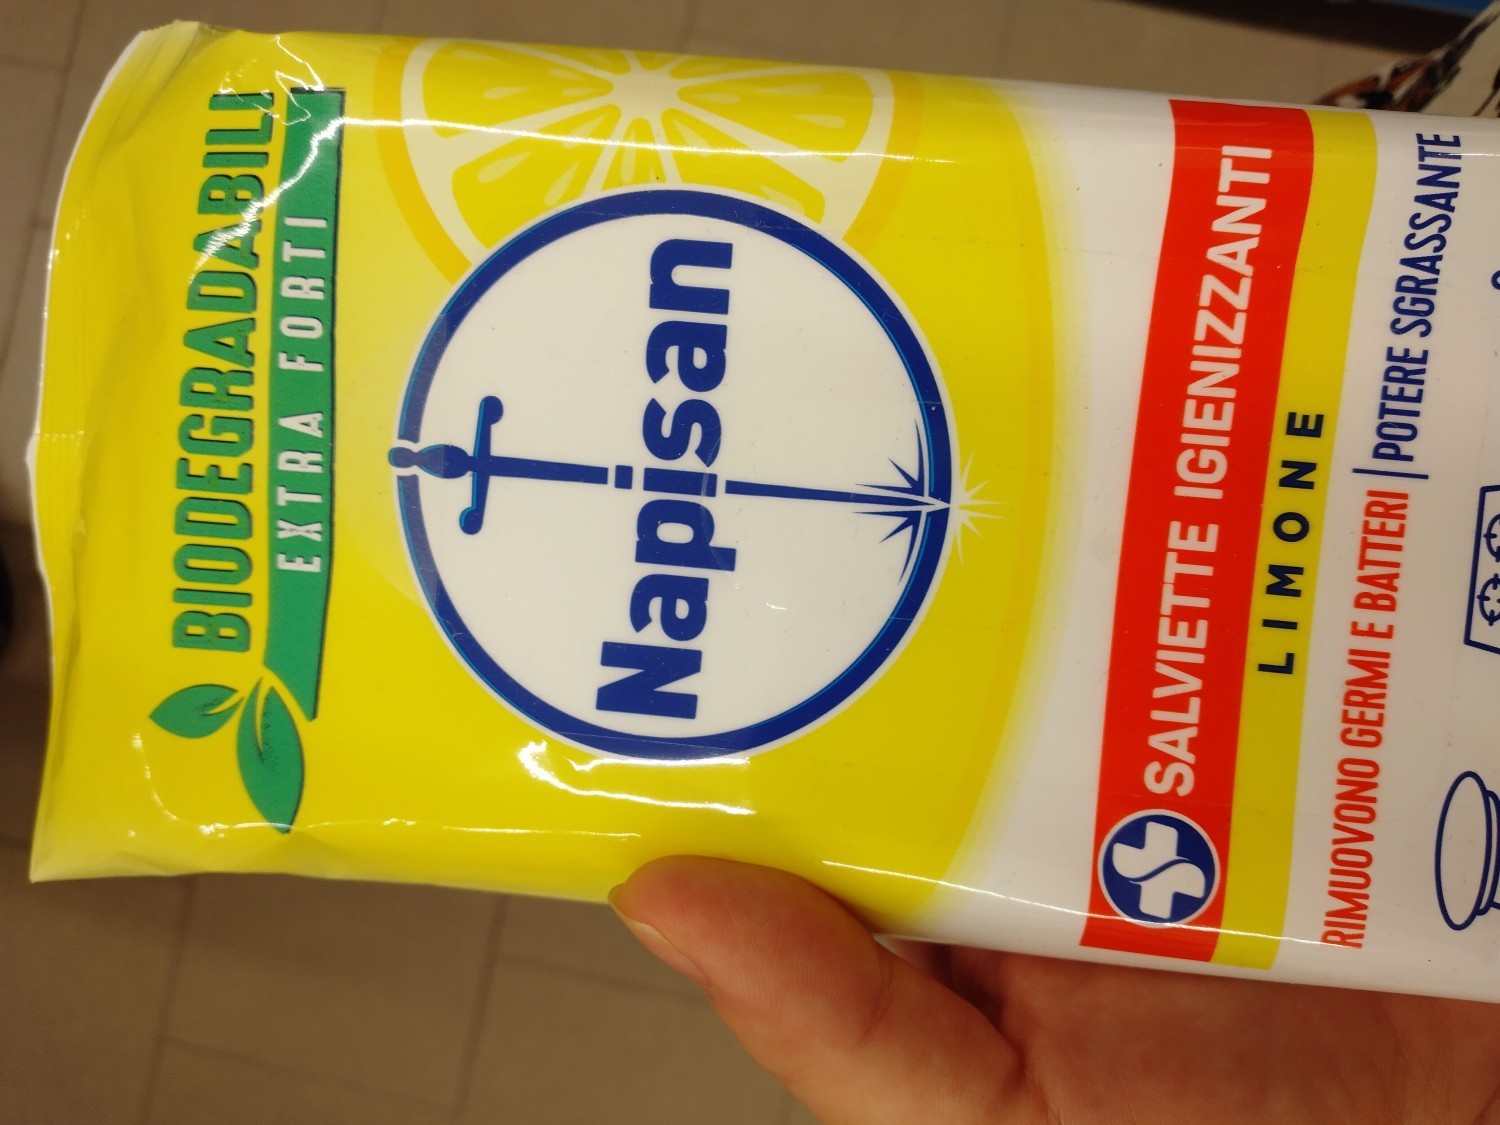 BIODEGRADABILI
EXTRA FORTI
Napisan
SALVIETTE IGIENIZZANTI
LIMONE
RIMUOVONO GERMI E BATTERI | POTERE SGRASSANTE